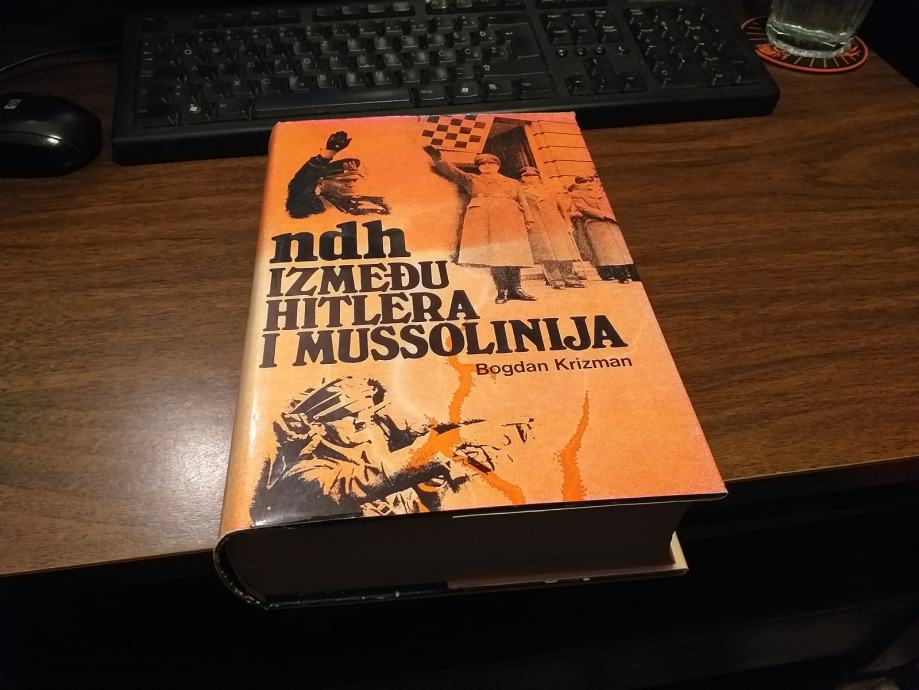 ndh
IZMEĐU
HITLERA
I MUSSOLINIJA
Bogdan Krizman